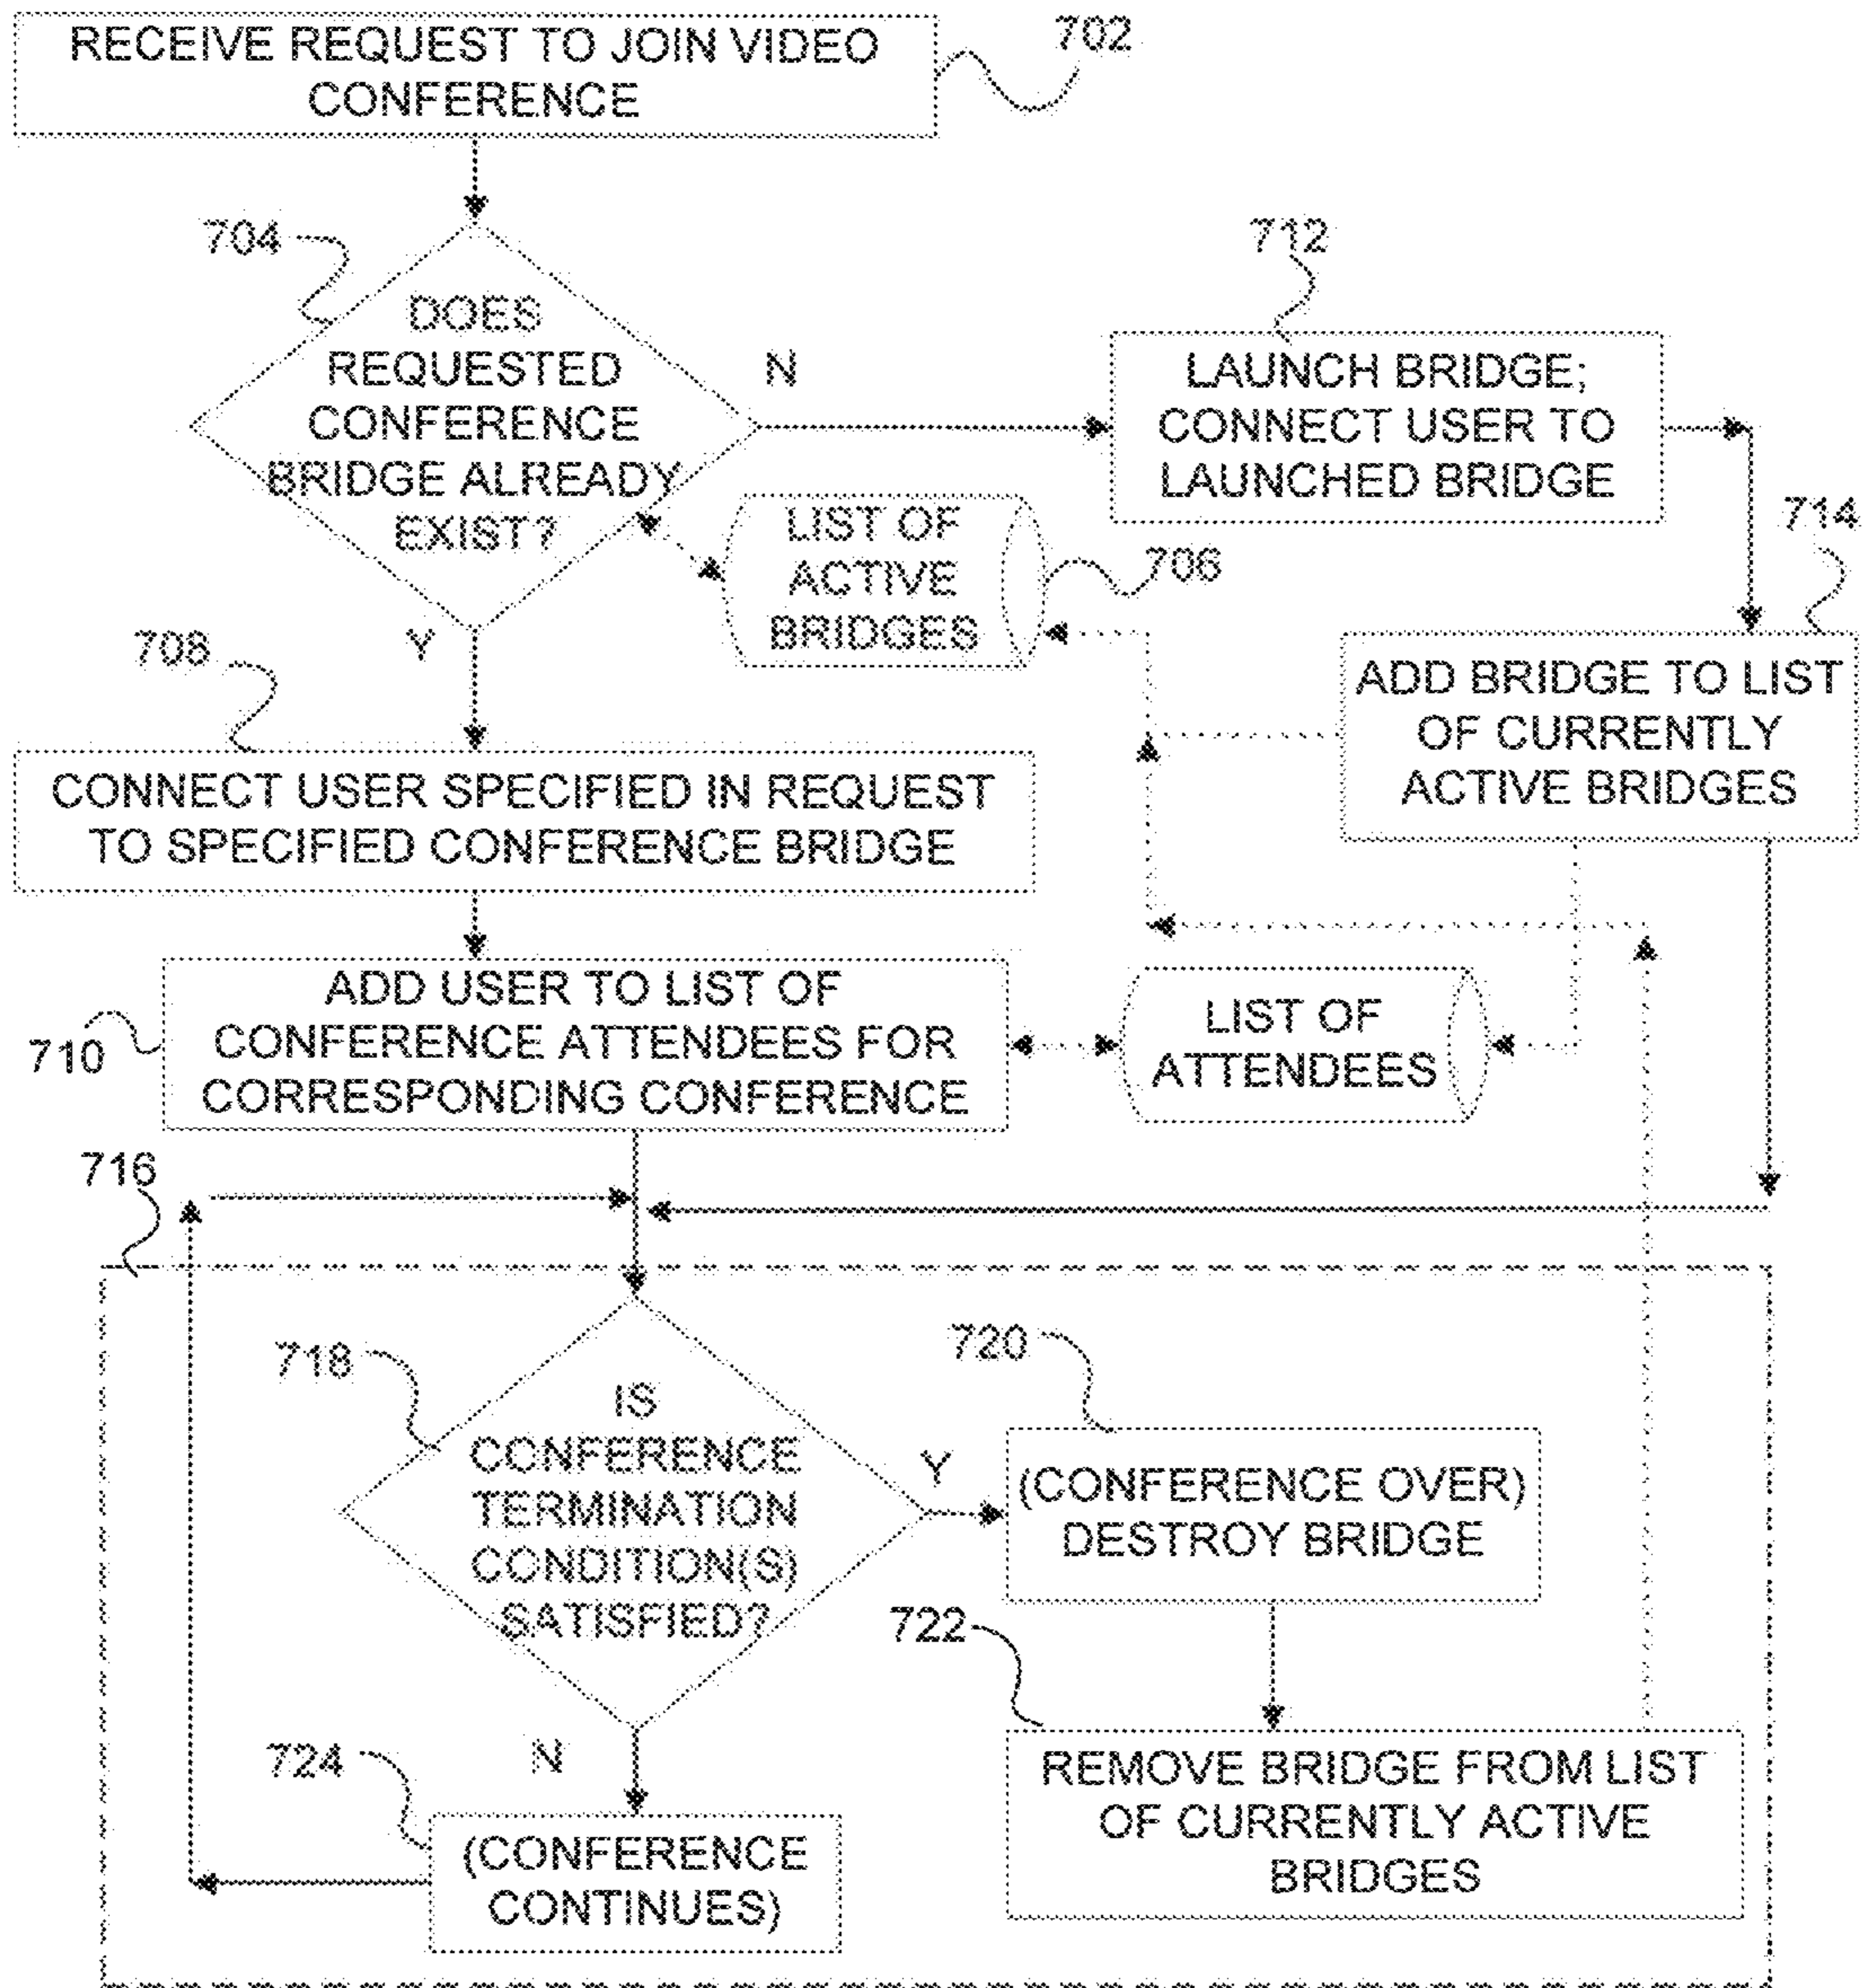 RECEIVE REQUEST TO JOIN VIDEO
CONFERENCE
702
704
DOES
REQUESTED
CONFERENCE
BRIDGE ALREADY
EXIST?
N
Y
712
LAUNCH BRIDGE;
CONNECT USER TO
LAUNCHED BRIDGE
LIST OF
ACTIVE
BRIDGES
706
714
ADD BRIDGE TO LIST
OF CURRENTLY
ACTIVE BRIDGES
708
CONNECT USER SPECIFIED IN REQUEST
TO SPECIFIED CONFERENCE BRIDGE
710
ADD USER TO LIST OF
CONFERENCE ATTENDEES FOR
CORRESPONDING CONFERENCE
LIST OF
ATTENDEES
716
718
IS
CONFERENCE
TERMINATION
CONDITION(S)
SATISFIED?
Y
N
720
(CONFERENCE OVER)
DESTROY BRIDGE
722
REMOVE BRIDGE FROM LIST
OF CURRENTLY ACTIVE
BRIDGES
724
(CONFERENCE
CONTINUES)